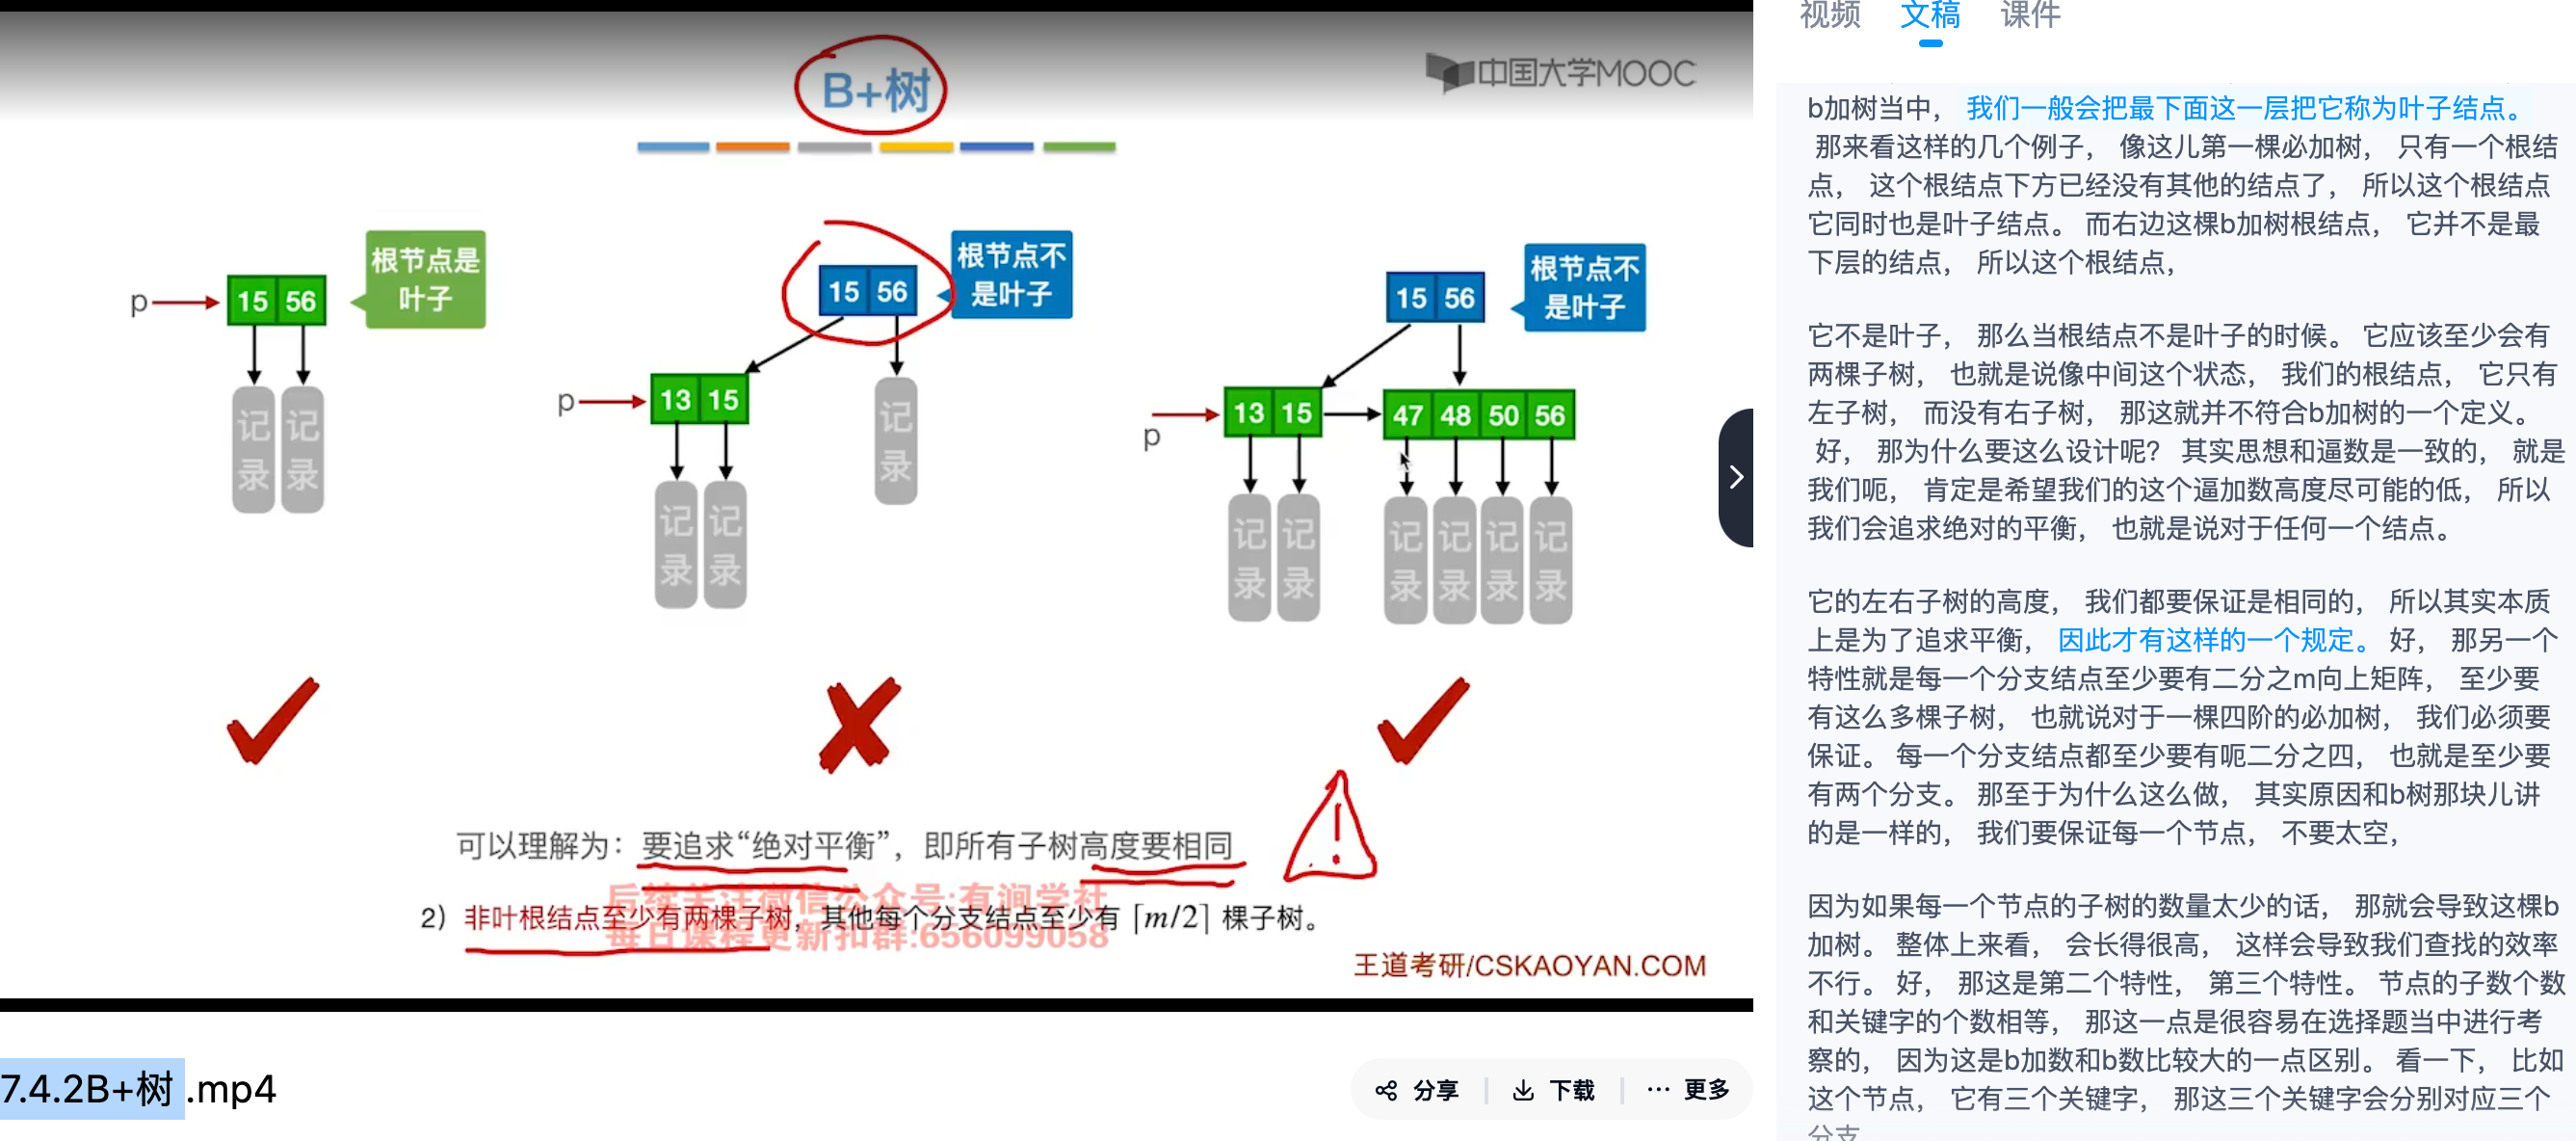 B+树
中国大学MOOC
p
15 56
根节点是
叶子
记录 记录
15 56
根节点不
是叶子
p
13 15
记录
记录 记录
15 56
根节点不
是叶子
p
13 15
47 48 50 56
记录 记录 记录 记录 记录 记录
可以理解为：要追求“绝对平衡”，即所有子树高度要相同
后续关注微信公众号:有涧学社
2）非叶根结点至少有两棵子树，其他每个分支结点至少有 ⌈m/2⌉ 棵子树。
每日课程更新扣群:656099058
王道考研/CSKAOYAN.COM
7.4.2B+树 .mp4
分享 下载 更多
视频 文稿 课件
b加树当中， 我们一般会把最下面这一层把它称为叶子结点。
那来看这样的几个例子， 像这儿第一棵必加树， 只有一个根结
点， 这个根结点下方已经没有其他的结点了， 所以这个根结点
它同时也是叶子结点。 而右边这棵b加树根结点， 它并不是最
下层的结点， 所以这个根结点，
它不是叶子， 那么当根结点不是叶子的时候。 它应该至少会有
两棵子树， 也就是说像中间这个状态， 我们的根结点， 它只有
左子树， 而没有右子树， 那这就并不符合b加树的一个定义。
好， 那为什么要这么设计呢？ 其实思想和逼数是一致的， 就是
我们呃， 肯定是希望我们的这个逼加数高度尽可能的低， 所以
我们会追求绝对的平衡， 也就是说对于任何一个结点。
它的左右子树的高度， 我们都要保证是相同的， 所以其实本质
上是为了追求平衡， 因此才有这样的一个规定。 好， 那另一个
特性就是每一个分支结点至少要有二分之m向上矩阵， 至少要
有这么多棵子树， 也就说对于一棵四阶的必加树， 我们必须要
保证。 每一个分支结点都至少要有呃二分之四， 也就是至少要
有两个分支。 那至于为什么这么做， 其实原因和b树那块儿讲
的是一样的， 我们要保证每一个节点， 不要太空，
因为如果每一个节点的子树的数量太少的话， 那就会导致这棵b
加树。 整体上来看， 会长得很高， 这样会导致我们查找的效率
不行。 好， 那这是第二个特性， 第三个特性。 节点的子数个数
和关键字的个数相等， 那这一点是很容易在选择题当中进行考
察的， 因为这是b加数和b数比较大的一点区别。 看一下， 比如
这个节点， 它有三个关键字， 那这三个关键字会分别对应三个
分支